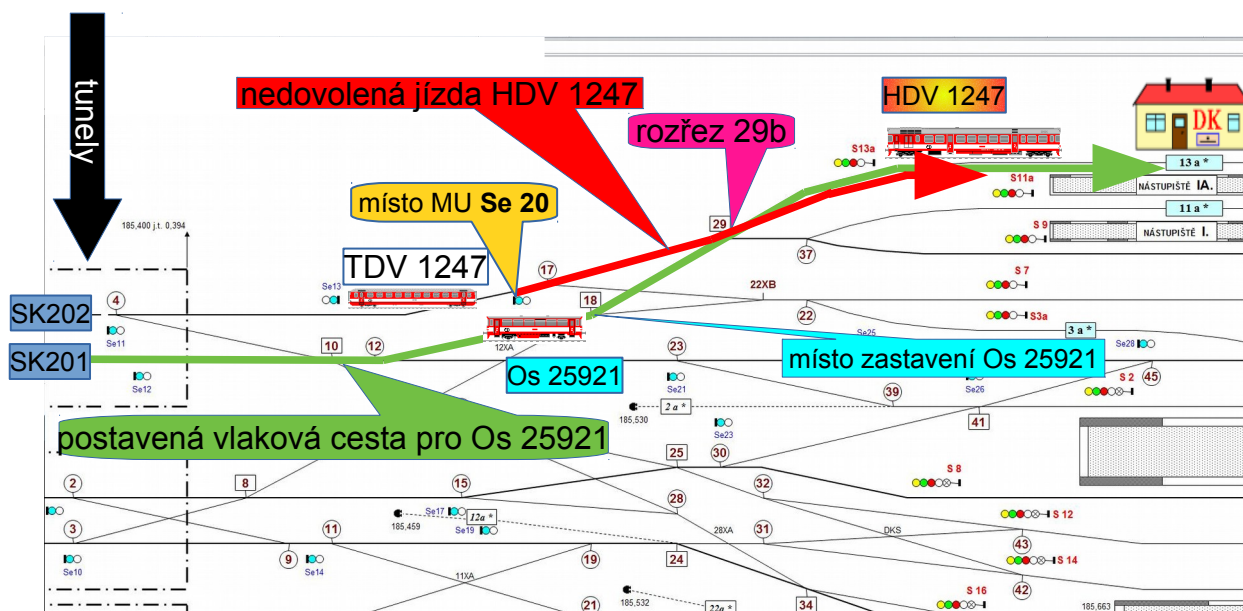 tunely
nedovolená jízda HDV 1247
HDV 1247
rozřez 29b
DK
S13a
13 a *
S11a
NÁSTUPIŠTĚ IA.
místo MU Se 20
11 a *
S 9
NÁSTUPIŠTĚ I.
185,400 j.t. 0,394
29
37
TDV 1247
17
Se13
S 7
22XB
SK202
4
18
22
S3a
Se11
Se25
3 a *
12XA
Se28
SK201
10
12
23
místo zastavení Os 25921
Os 25921
Se12
Se21
Se26
S 2
45
39
2 a *
185,530
41
Se23
postavená vlaková cesta pro Os 25921
25
30
S 8
2
8
15
32
28
Se17
12a *
185,459
Se19
S 12
3
11
31
28XA
DKS
43
9
19
24
Se10
Se14
S 14
11XA
42
185,532
S 16
21
22a *
34
185,663